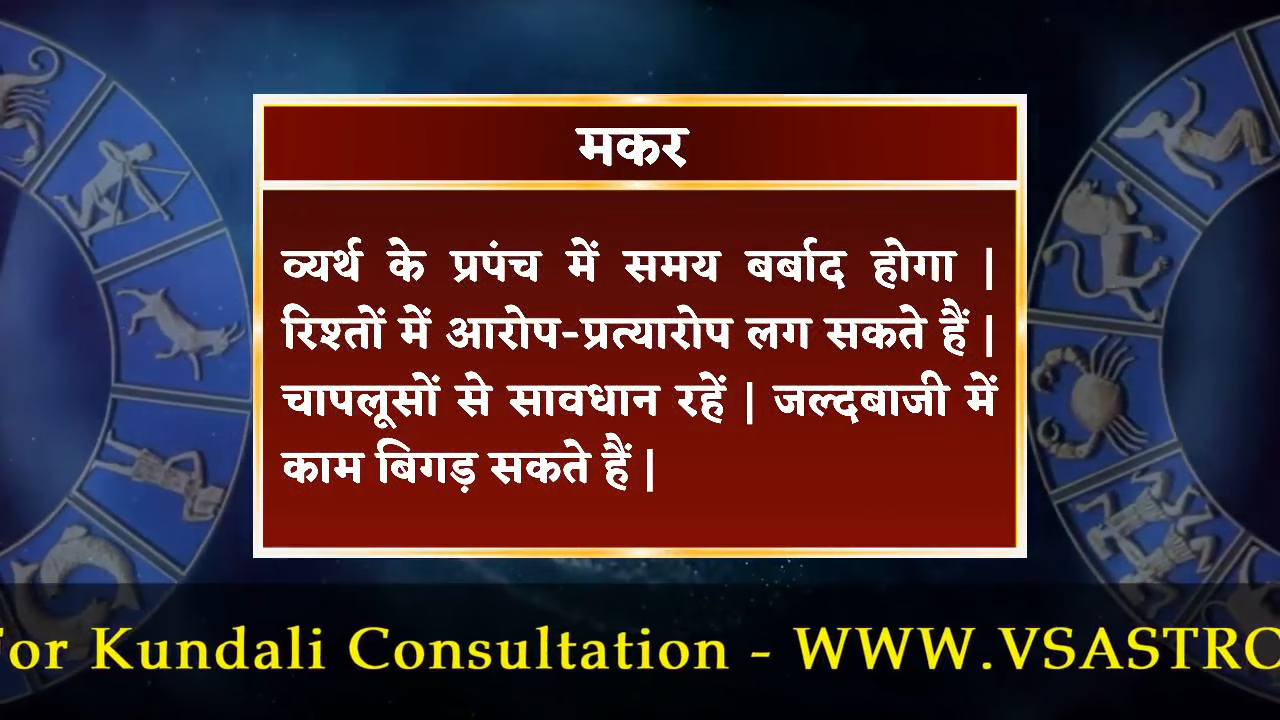 मकर
व्यर्थ के प्रपंच में समय बर्बाद होगा |
रिश्तों में आरोप-प्रत्यारोप लग सकते हैं |
चापलूसों से सावधान रहें | जल्दबाजी में
काम बिगड़ सकते हैं |
For Kundali Consultation - WWW.VSASTRO